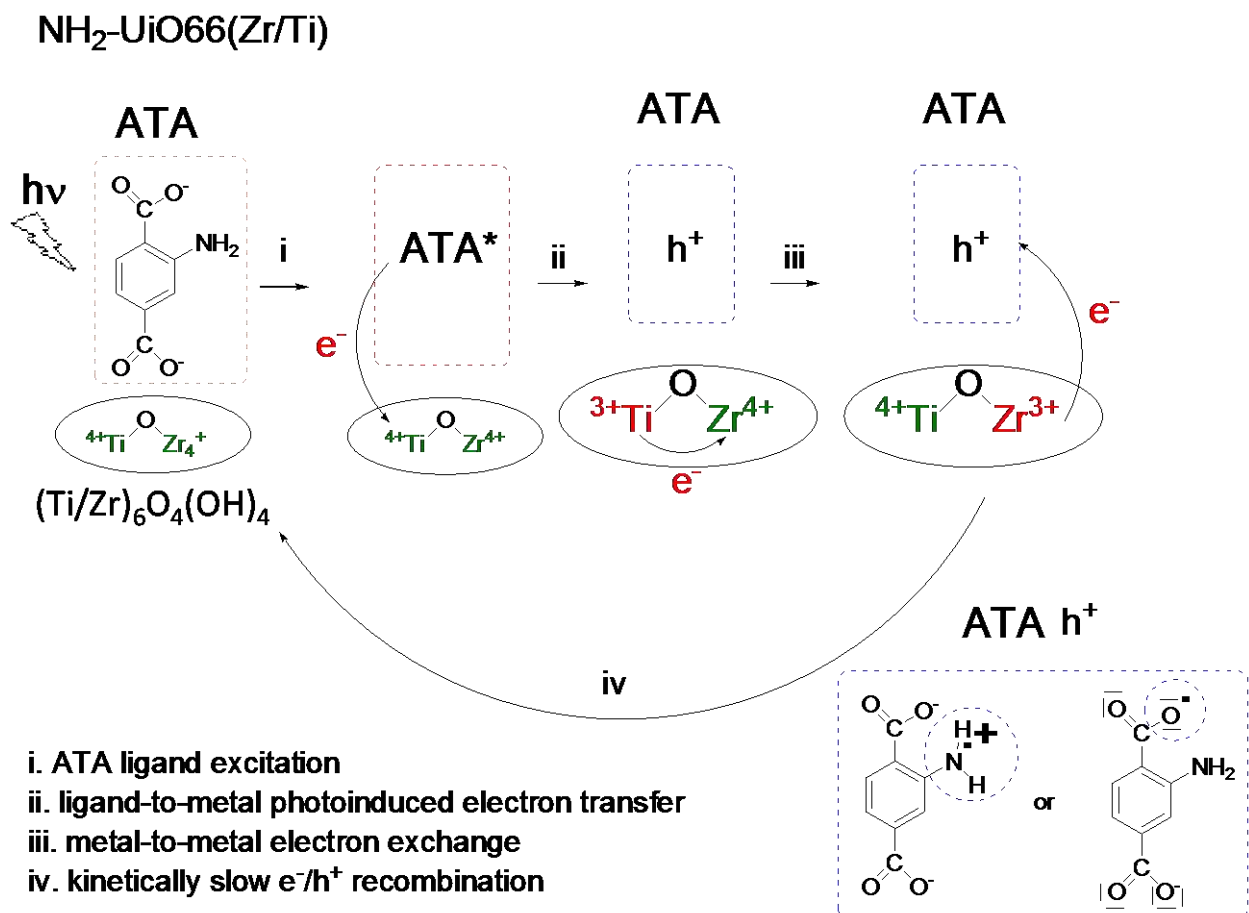 NH₂-UiO66(Zr/Ti)
ATA
ATA
ATA
hν
O
O⁻
C
NH₂
C
O
O⁻
i
ATA*
ii
h⁺
iii
h⁺
e⁻
e⁻
O
⁴⁺Ti Zr₄⁺
O
⁴⁺Ti Zr⁴⁺
O
³⁺Ti Zr⁴⁺
e⁻
O
⁴⁺Ti Zr³⁺
(Ti/Zr)₆O₄(OH)₄
iv
ATA h⁺
O
O⁻
C
H
•+
N
H
C
O
O⁻
or
O
O•
C
NH₂
C
O
O⁻
i. ATA ligand excitation
ii. ligand-to-metal photoinduced electron transfer
iii. metal-to-metal electron exchange
iv. kinetically slow e⁻/h⁺ recombination